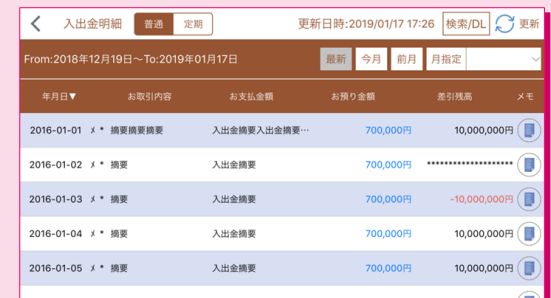 入出金明細 普通 定期 更新日時:2019/01/17 17:26 検索/DL 更新
From:2018年12月19日～To:2019年01月17日 最新 今月 前月 月指定
年月日▼ お取引内容 お支払金額 お預り金額 差引残高 メモ
2016-01-01 メ * 摘要摘要摘要 入出金摘要入出金摘要… 700,000円 10,000,000円
2016-01-02 メ * 摘要 入出金摘要 700,000円 ********************
2016-01-03 メ * 摘要 入出金摘要 700,000円 -10,000,000円
2016-01-04 メ * 摘要 入出金摘要 700,000円 10,000,000円
2016-01-05 メ * 摘要 入出金摘要 700,000円 10,000,000円